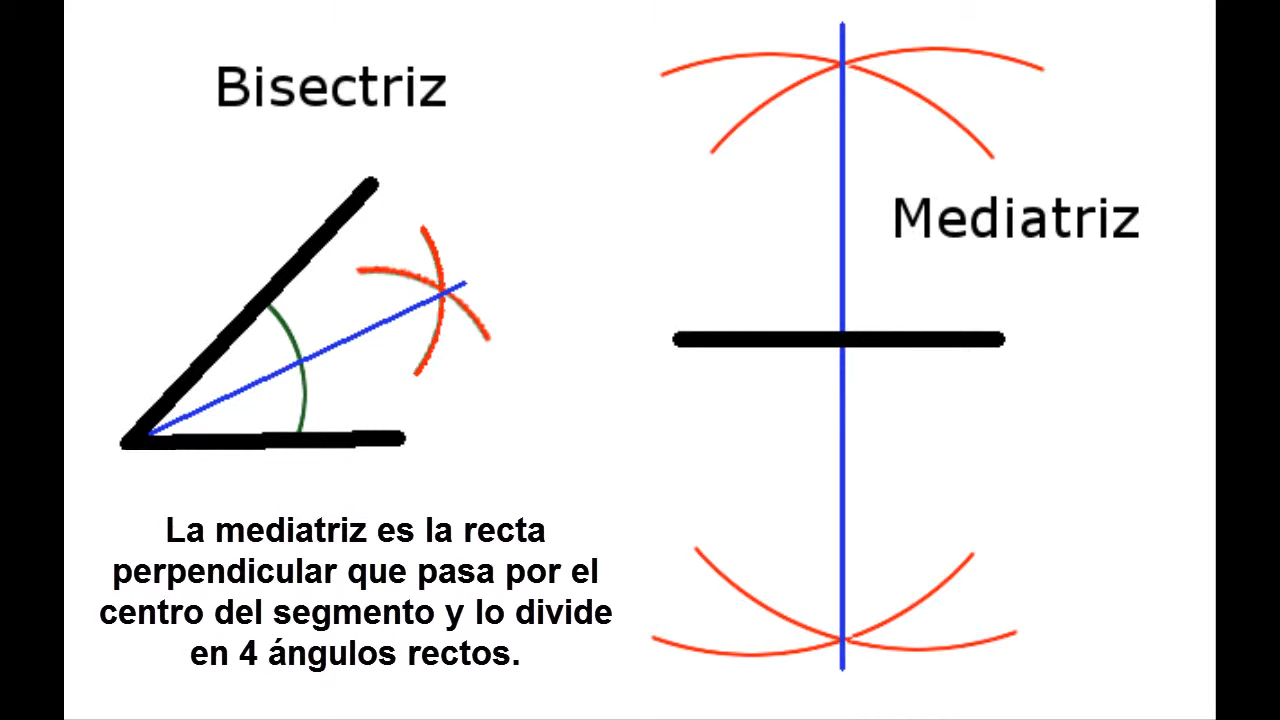 Bisectriz
Mediatriz
La mediatriz es la recta
perpendicular que pasa por el
centro del segmento y lo divide
en 4 ángulos rectos.